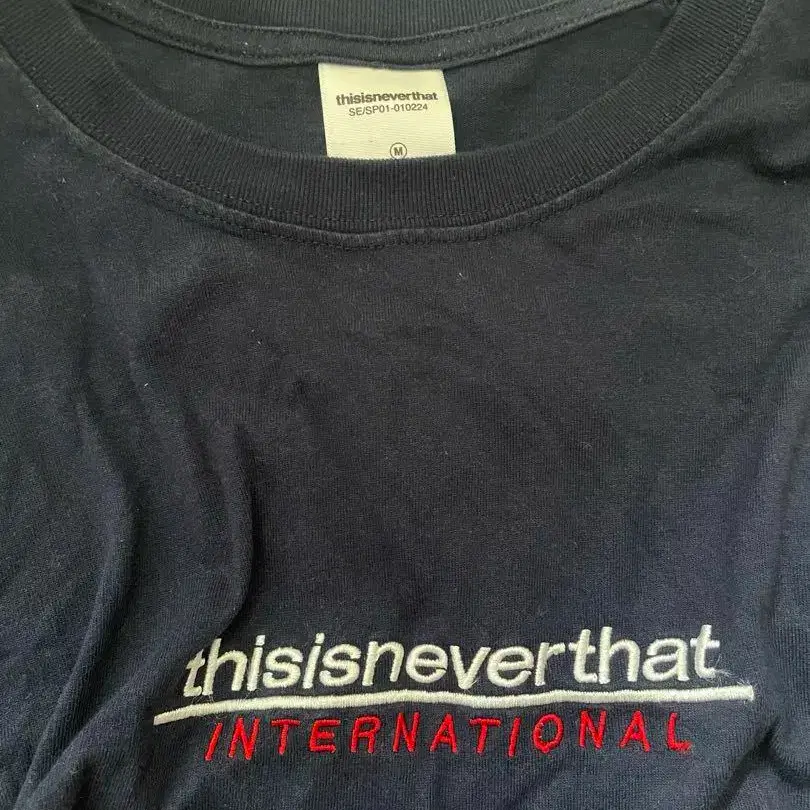 thisisneverthat
SE/SP01-010224
M
thisisneverthat
INTERNATIONAL